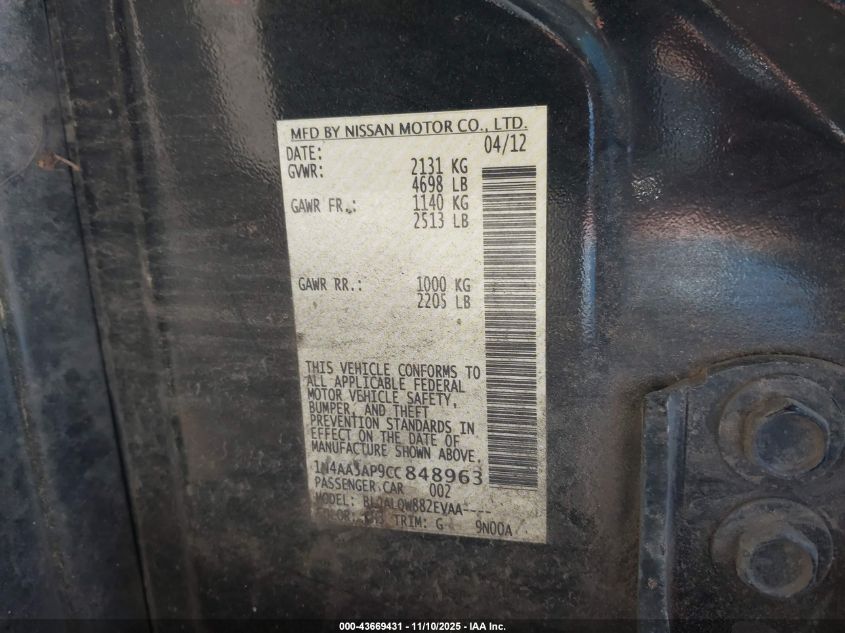 MFD BY NISSAN MOTOR CO., LTD.
DATE: 04/12
GVWR: 2131 KG
4698 LB
GAWR FR.: 1140 KG
2513 LB
GAWR RR.: 1000 KG
2205 LB
THIS VEHICLE CONFORMS TO
ALL APPLICABLE FEDERAL
MOTOR VEHICLE SAFETY,
BUMPER, AND THEFT
PREVENTION STANDARDS IN
EFFECT ON THE DATE OF
MANUFACTURE SHOWN ABOVE.
1N4AA5AP9CC848963
PASSENGER CAR 002
MODEL:
TRIM: G 9N00A
000-43669431 - 11/10/2025 - IAA Inc.